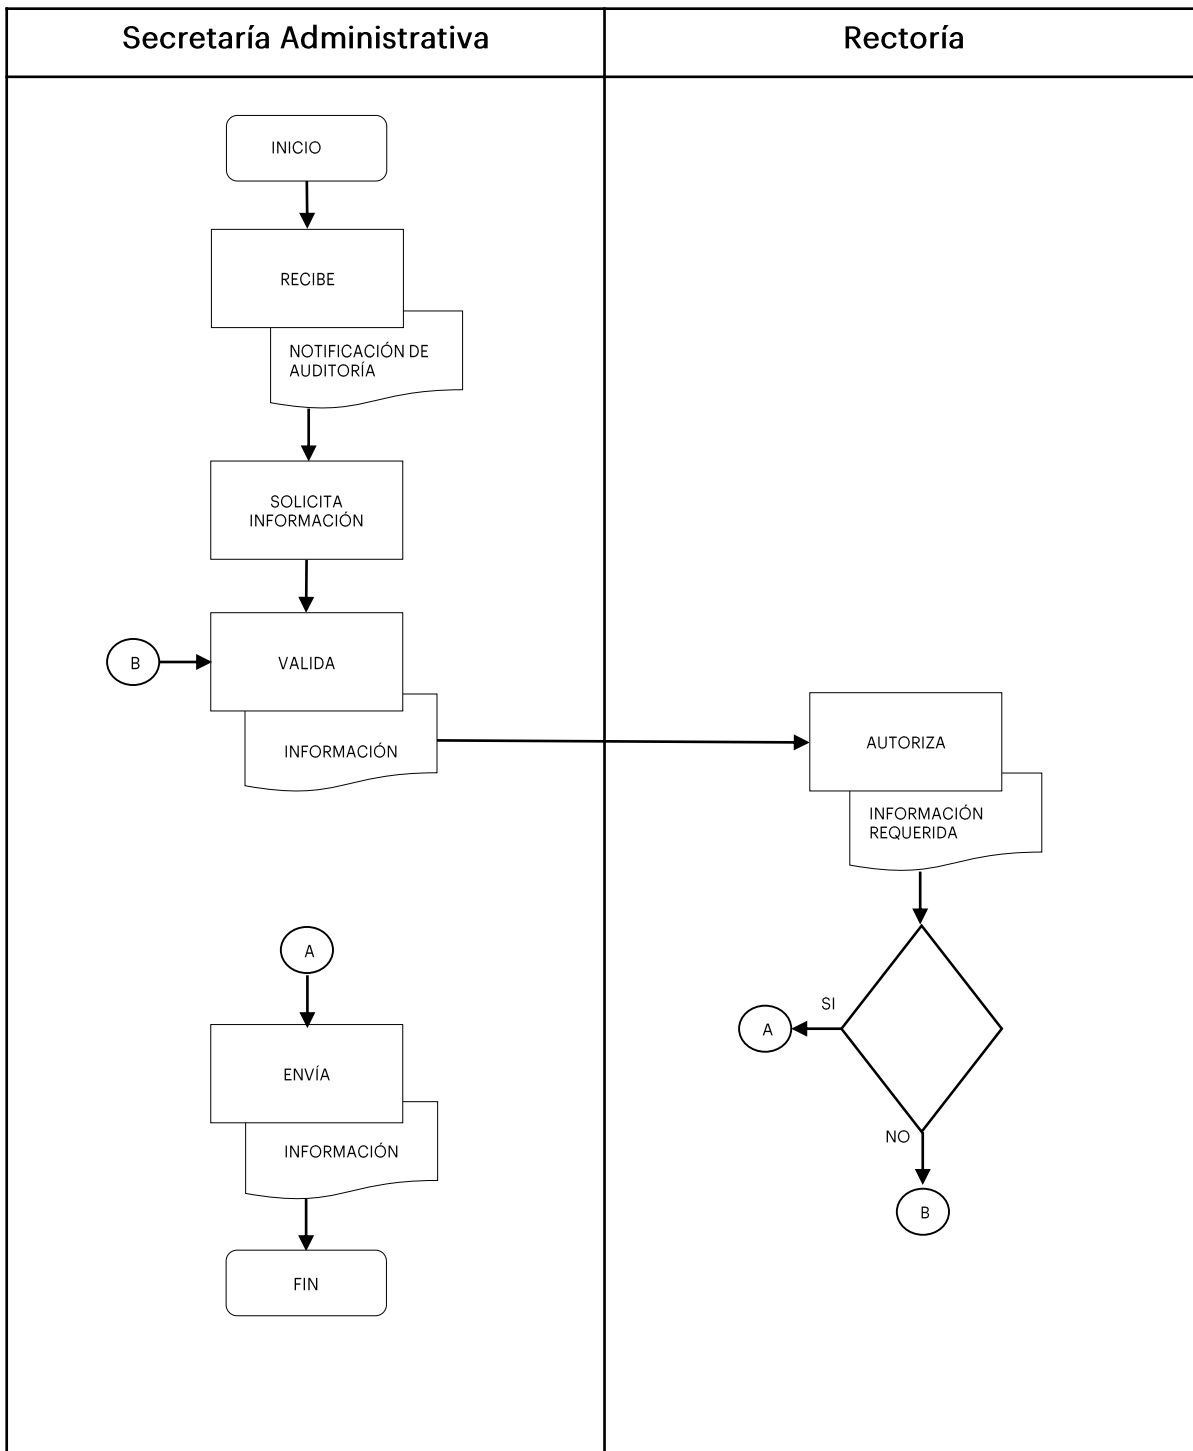 Secretaría Administrativa
Rectoría
INICIO
RECIBE
NOTIFICACIÓN DE
AUDITORÍA
SOLICITA
INFORMACIÓN
B
VALIDA
INFORMACIÓN
AUTORIZA
INFORMACIÓN
REQUERIDA
A
ENVÍA
INFORMACIÓN
FIN
SI
A
NO
B